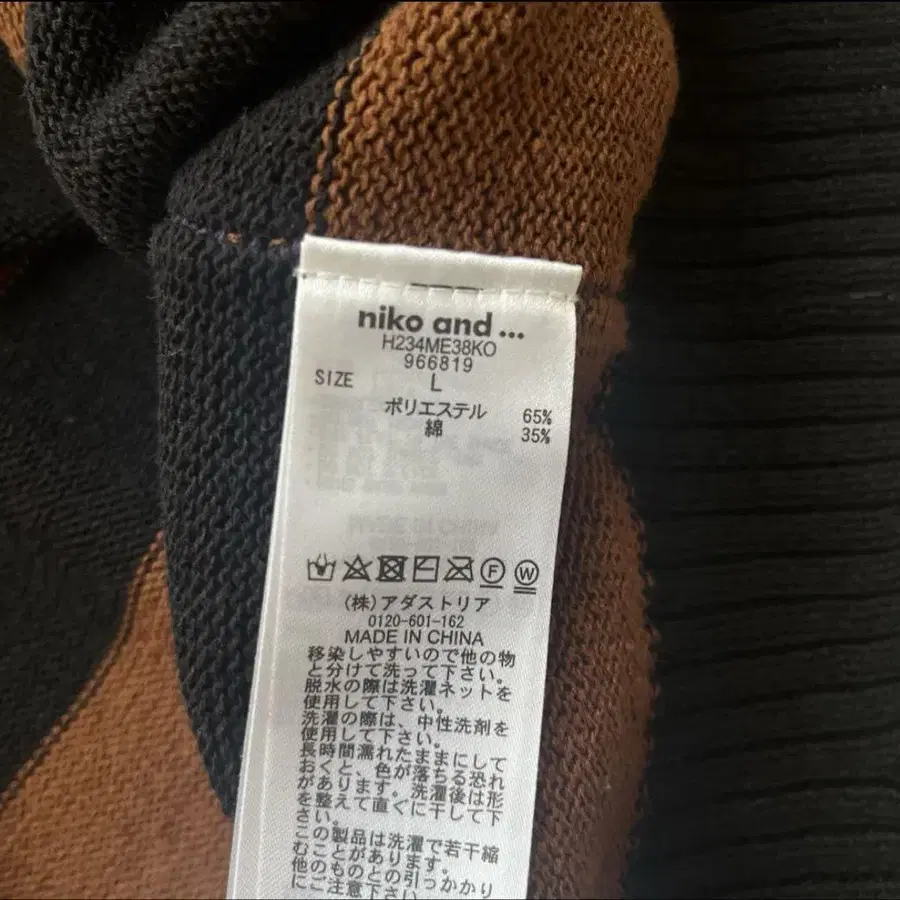 niko and ...
H234ME38KO
966819
SIZE L
ポリエステル 65%
綿 35%
F W
(株)アダストリア
0120-601-162
MADE IN CHINA
移染しやすいので他の物
と分けて洗って下さい。
脱水の際は洗濯ネットを
使用して下さい。
洗濯の際は、中性洗剤を
使用して下さい。
長時間濡れたままにして
おくと、色が落ちる恐れ
があります。洗濯後は形
を整えて直ぐに干して下
さい。
この製品は洗濯で若干縮
むことがあります。
他のものとの引っかかり
にご注意下さい。